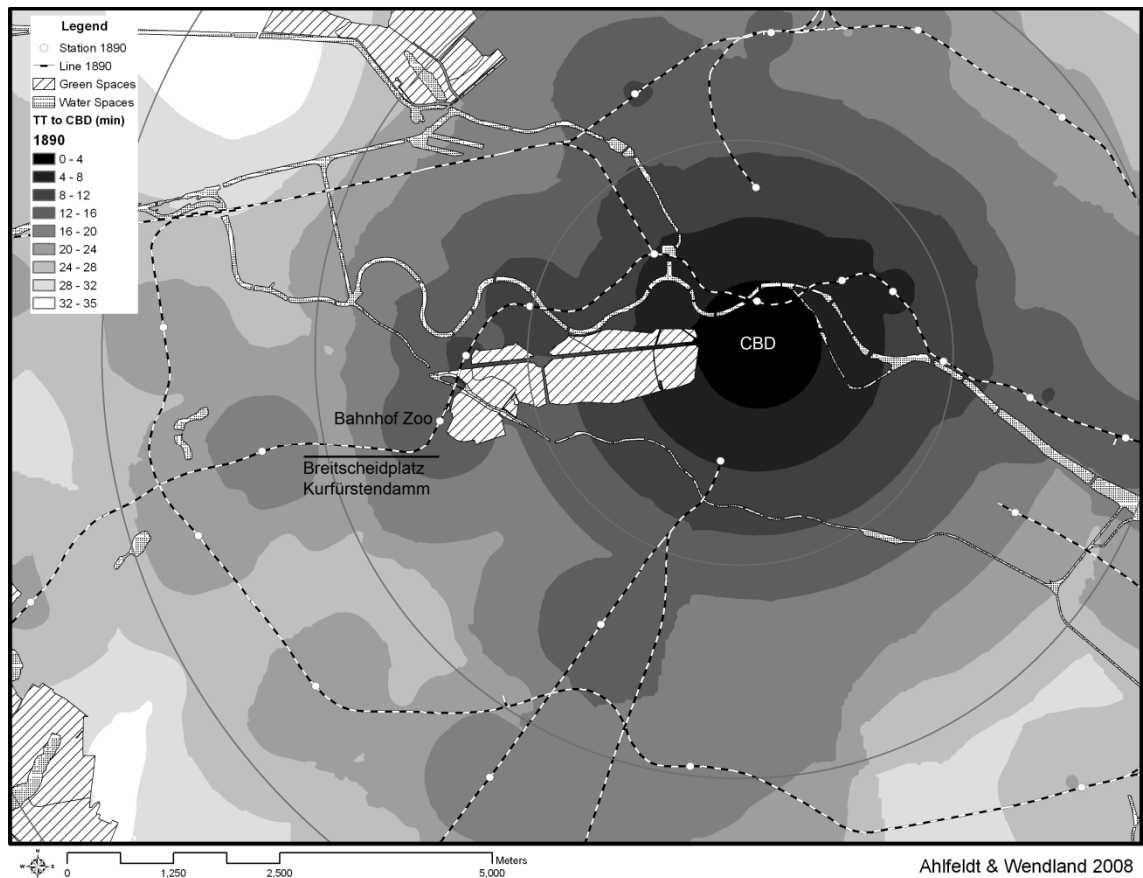 Legend
Station 1890
Line 1890
Green Spaces
Water Spaces
TT to CBD (min)
1890
0 - 4
4 - 8
8 - 12
12 - 16
16 - 20
20 - 24
24 - 28
28 - 32
32 - 35
CBD
Bahnhof Zoo
Breitscheidplatz
Kurfürstendamm
N
W E
S
Meters
0 1,250 2,500 5,000
Ahlfeldt & Wendland 2008